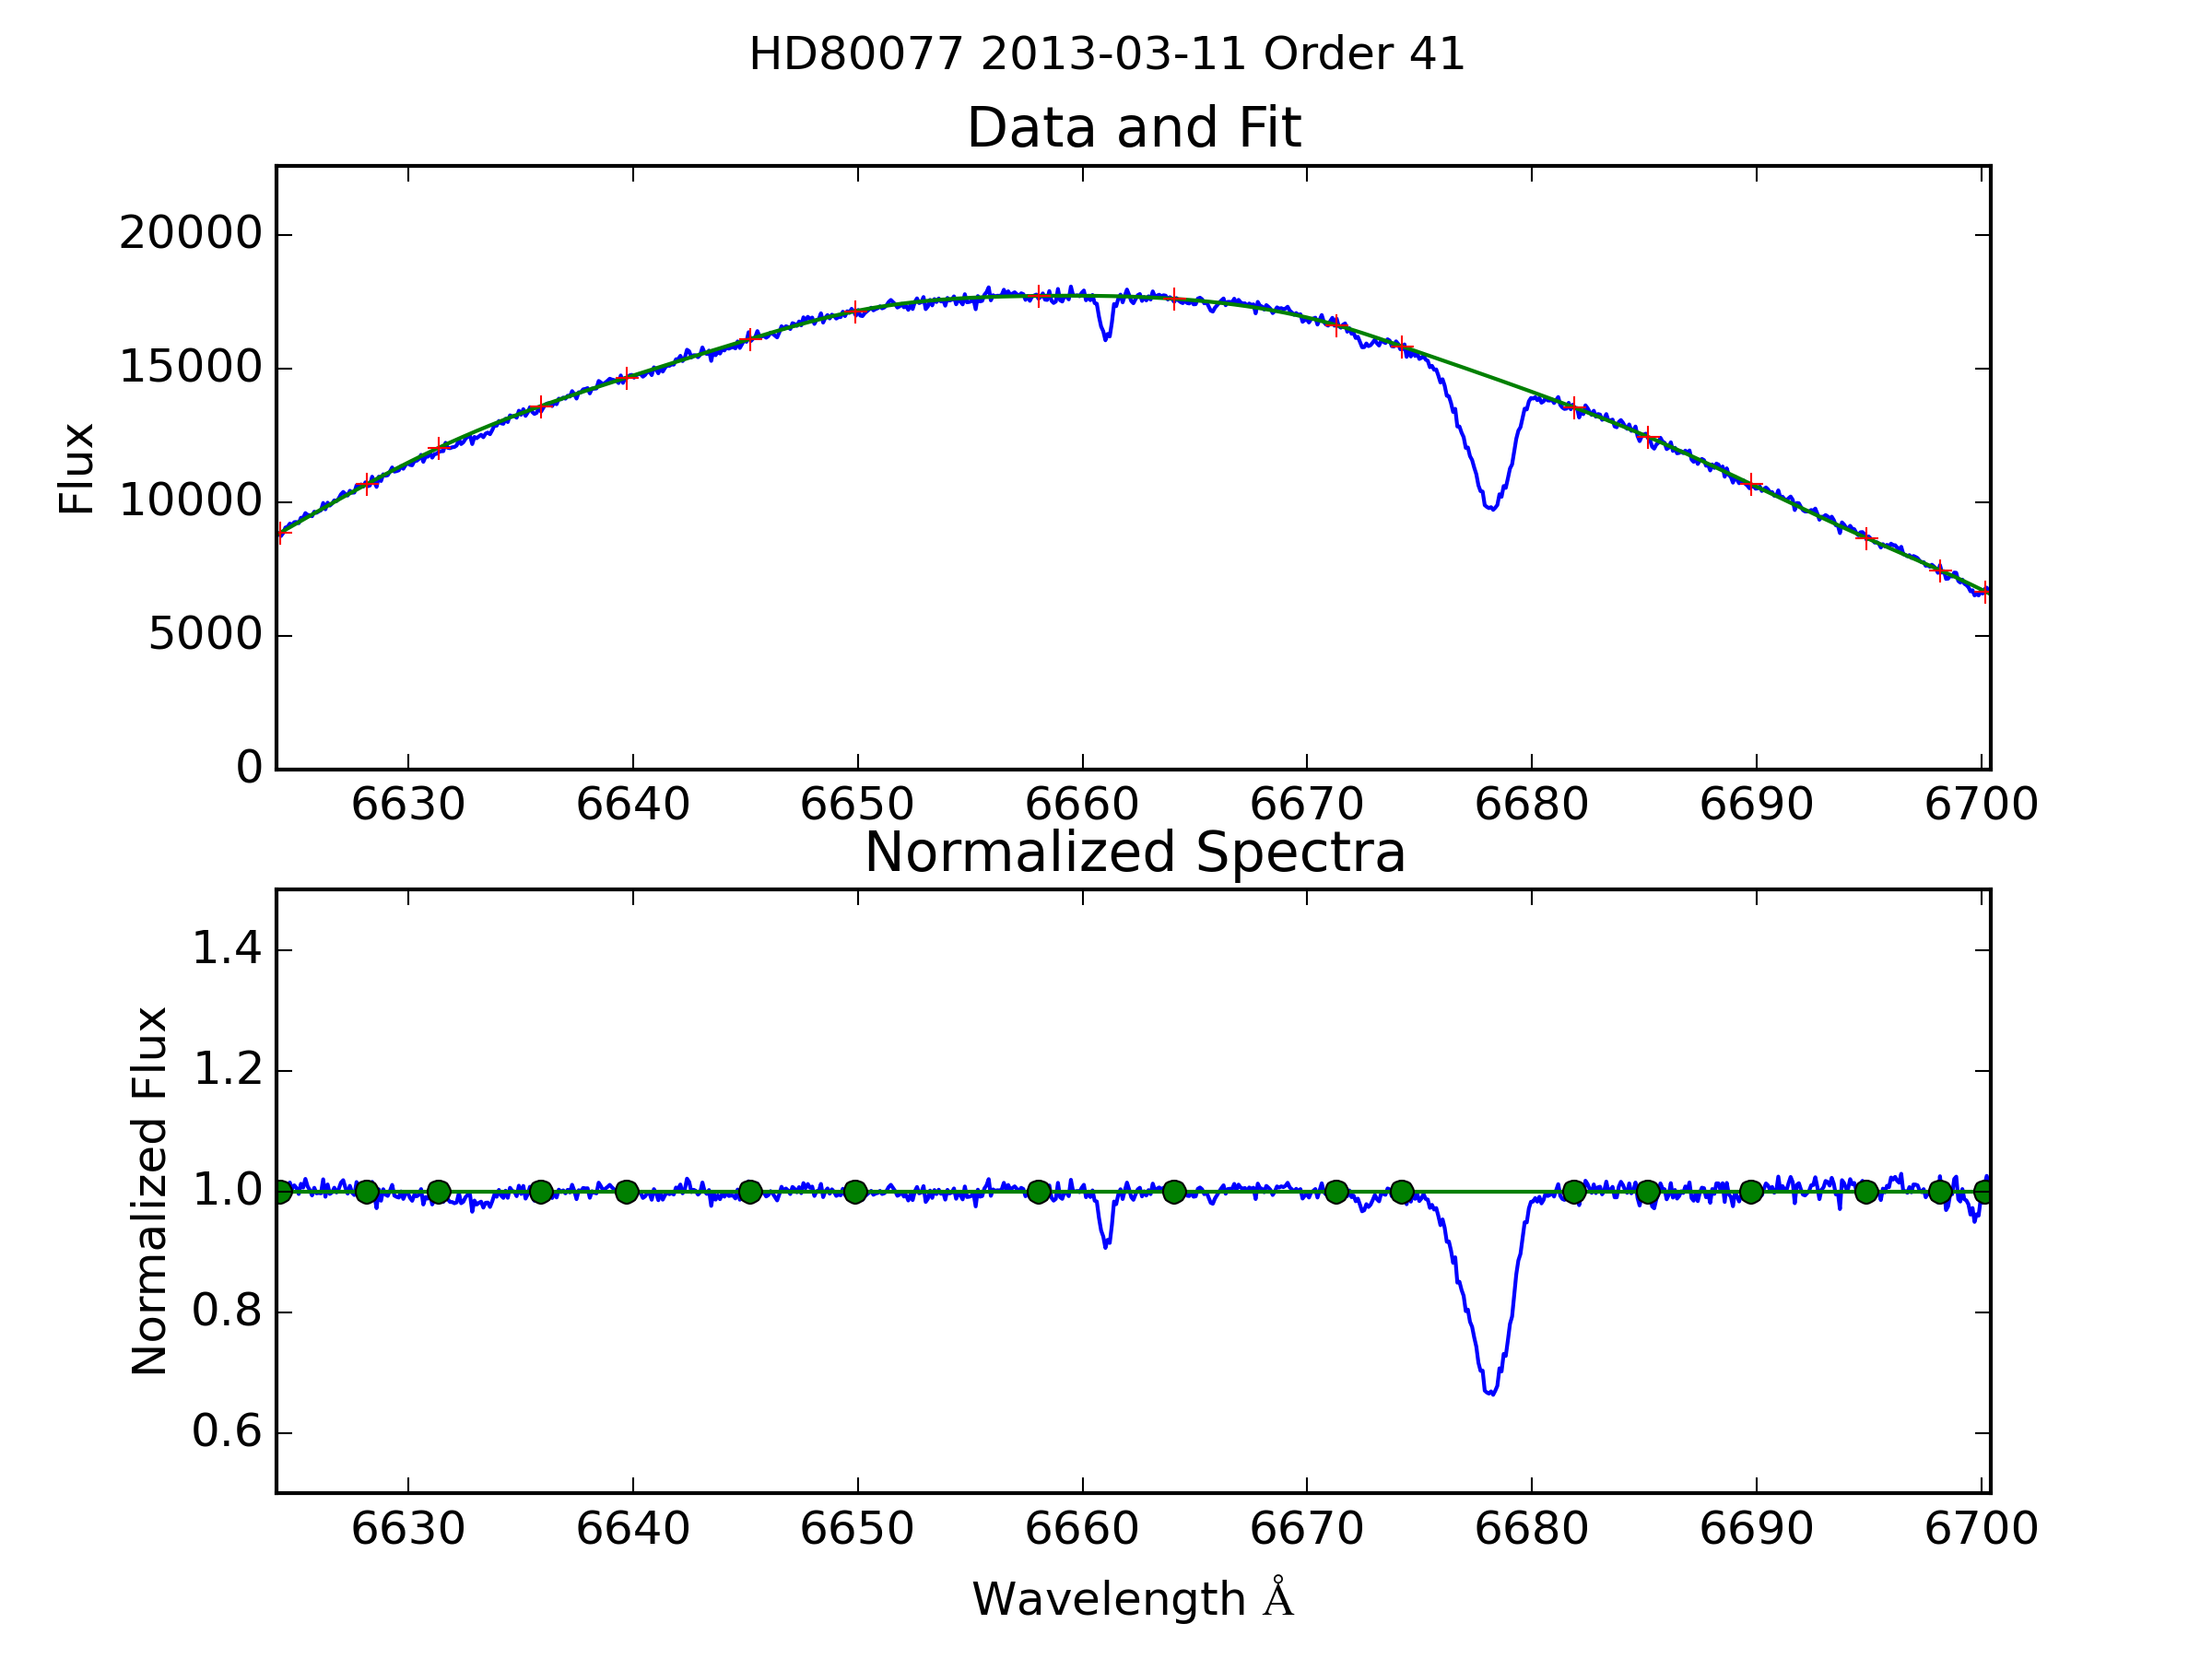 HD80077 2013-03-11 Order 41
Data and Fit
Flux
20000
15000
10000
5000
0
6630 6640 6650 6660 6670 6680 6690 6700
Normalized Spectra
Normalized Flux
1.4
1.2
1.0
0.8
0.6
6630 6640 6650 6660 6670 6680 6690 6700
Wavelength Å